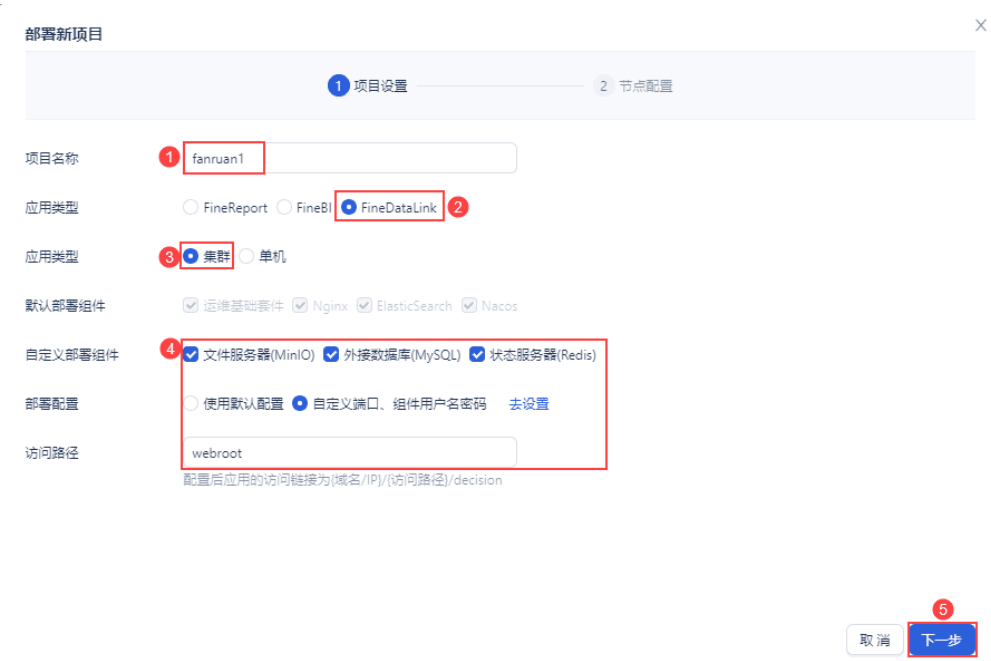 部署新项目
1 项目设置 2 节点配置
项目名称 1 fanruan1
应用类型 FineReport FineBI FineDataLink 2
应用类型 3 集群 单机
默认部署组件 运维基础套件 Nginx ElasticSearch Nacos
自定义部署组件 4 文件服务器(MinIO) 外接数据库(MySQL) 状态服务器(Redis)
部署配置 使用默认配置 自定义端口、组件用户名密码 去设置
访问路径 webroot
配置后应用的访问链接为{域名/IP}/{访问路径}/decision
5
取消 下一步